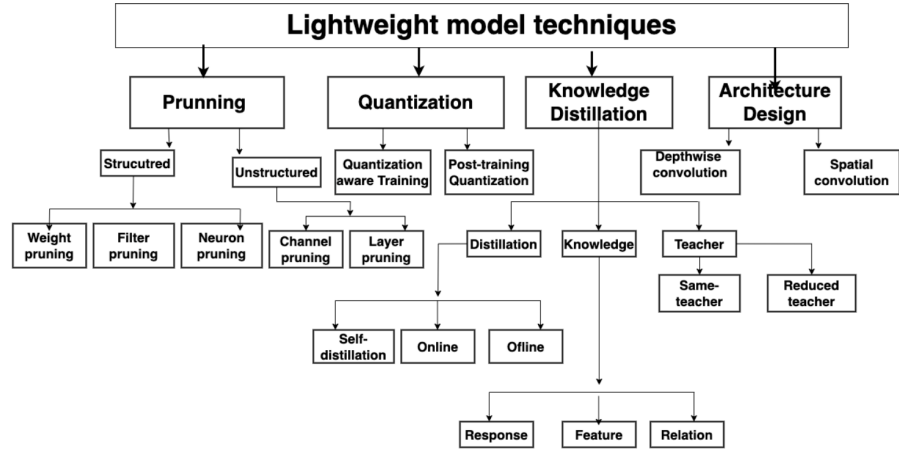 Lightweight model techniques
Prunning
Quantization
Knowledge
Distillation
Architecture
Design
Strucutred
Unstructured
Quantization
aware Training
Post-training
Quantization
Depthwise
convolution
Spatial
convolution
Weight
pruning
Filter
pruning
Neuron
pruning
Channel
pruning
Layer
pruning
Distillation
Knowledge
Teacher
Same-
teacher
Reduced
teacher
Self-
distillation
Online
Ofline
Response
Feature
Relation